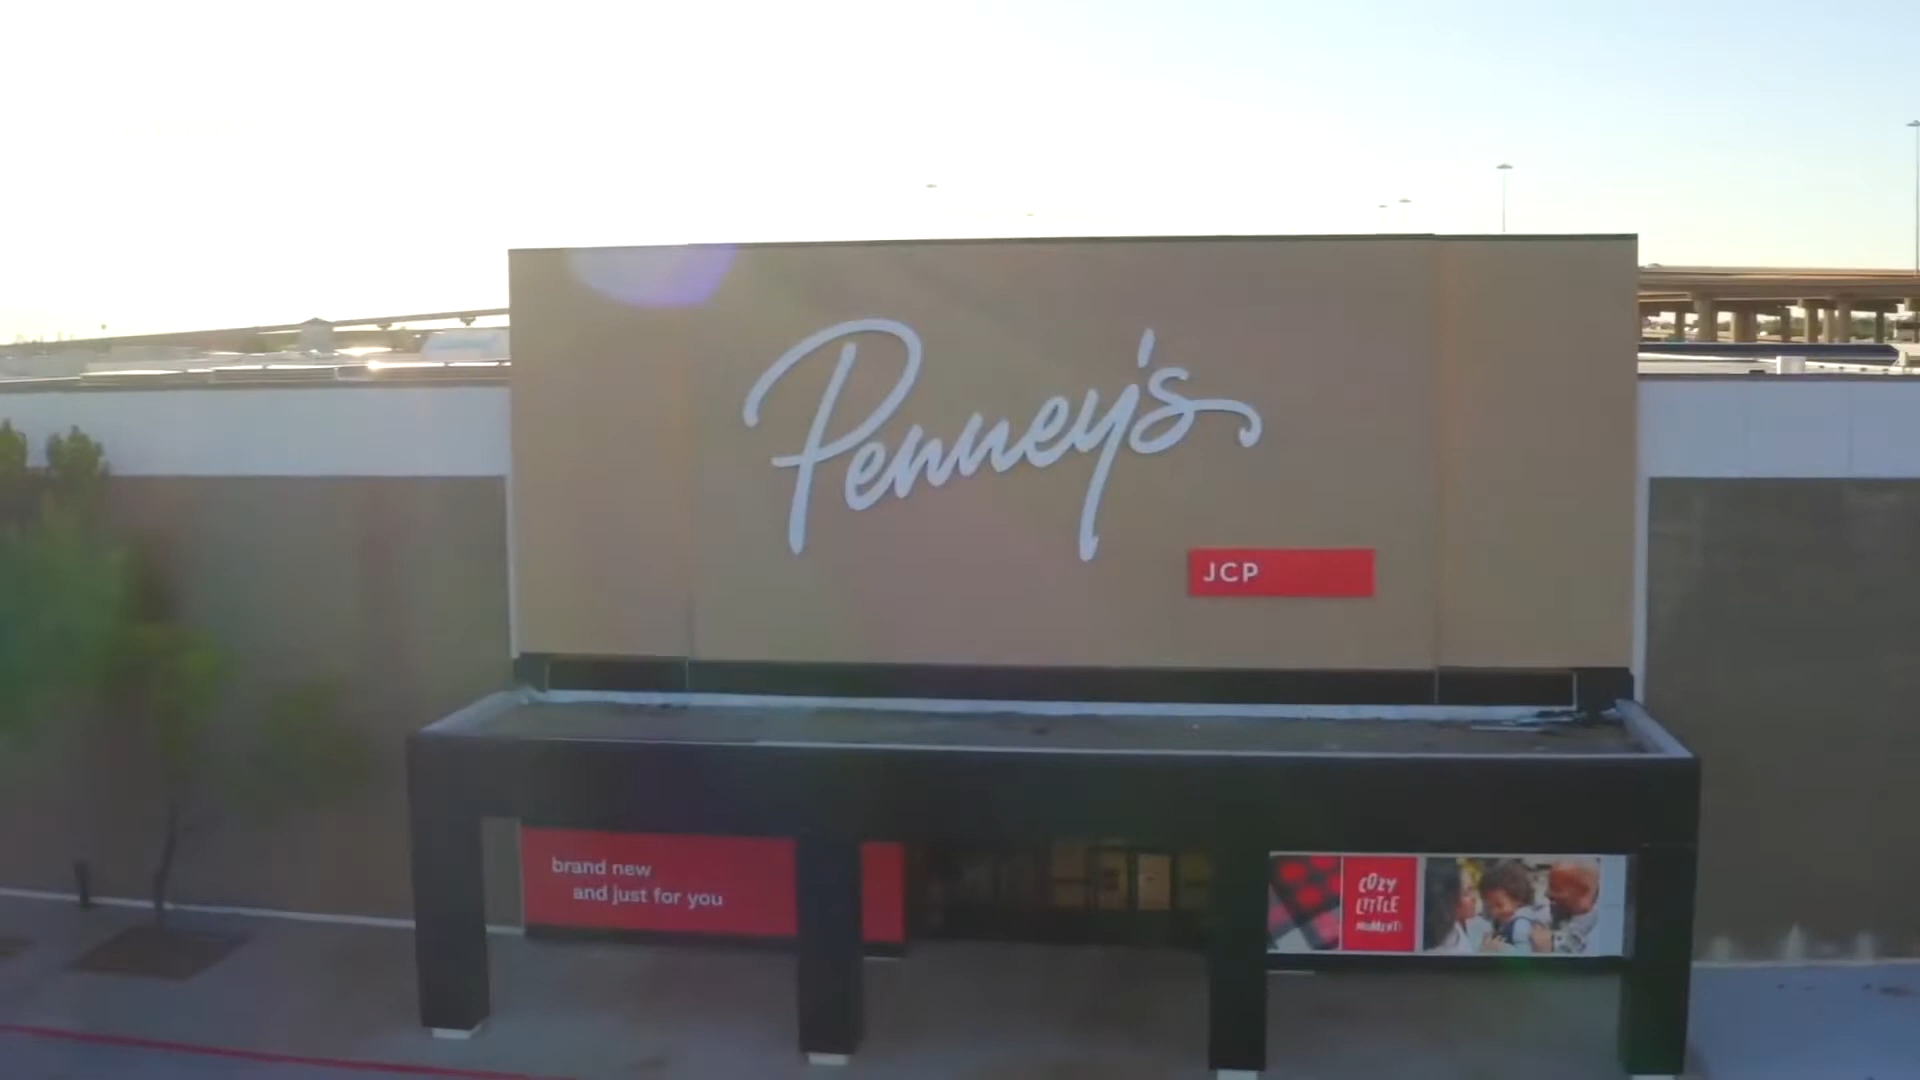 Penney's
JCP
brand new
and just for you
COZY
LITTLE
MOMENTS